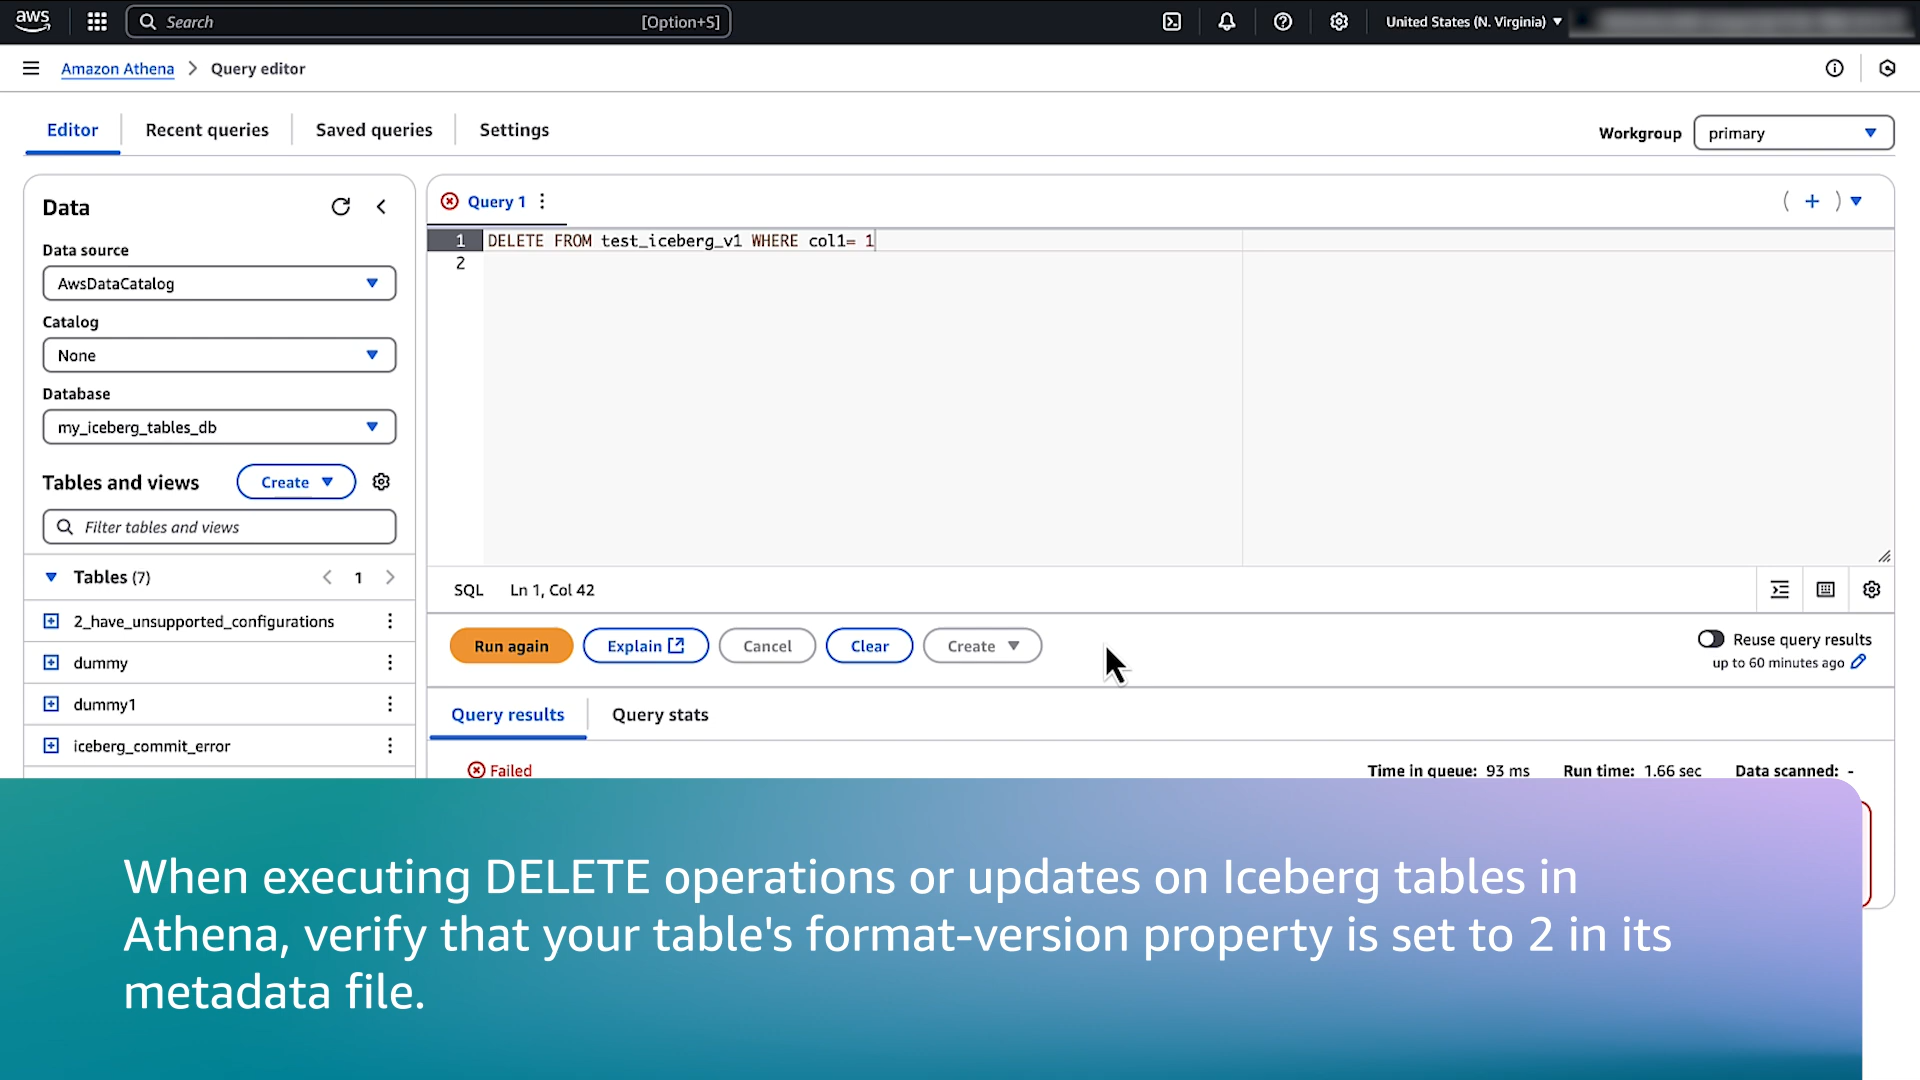 aws
Search [Option+S]
United States (N. Virginia)
Amazon Athena > Query editor
Editor
Recent queries
Saved queries
Settings
Workgroup
primary
Data
Data source
AwsDataCatalog
Catalog
None
Database
my_iceberg_tables_db
Tables and views
Create
Filter tables and views
Tables (7)
< 1 >
2_have_unsupported_configurations
dummy
dummy1
iceberg_commit_error
Query 1
1 DELETE FROM test_iceberg_v1 WHERE col1= 1
2
SQL Ln 1, Col 42
Run again
Explain
Cancel
Clear
Create
Reuse query results
up to 60 minutes ago
Query results
Query stats
Failed
Time in queue: 93 ms Run time: 1.66 sec Data scanned: -
When executing DELETE operations or updates on Iceberg tables in
Athena, verify that your table's format-version property is set to 2 in its
metadata file.